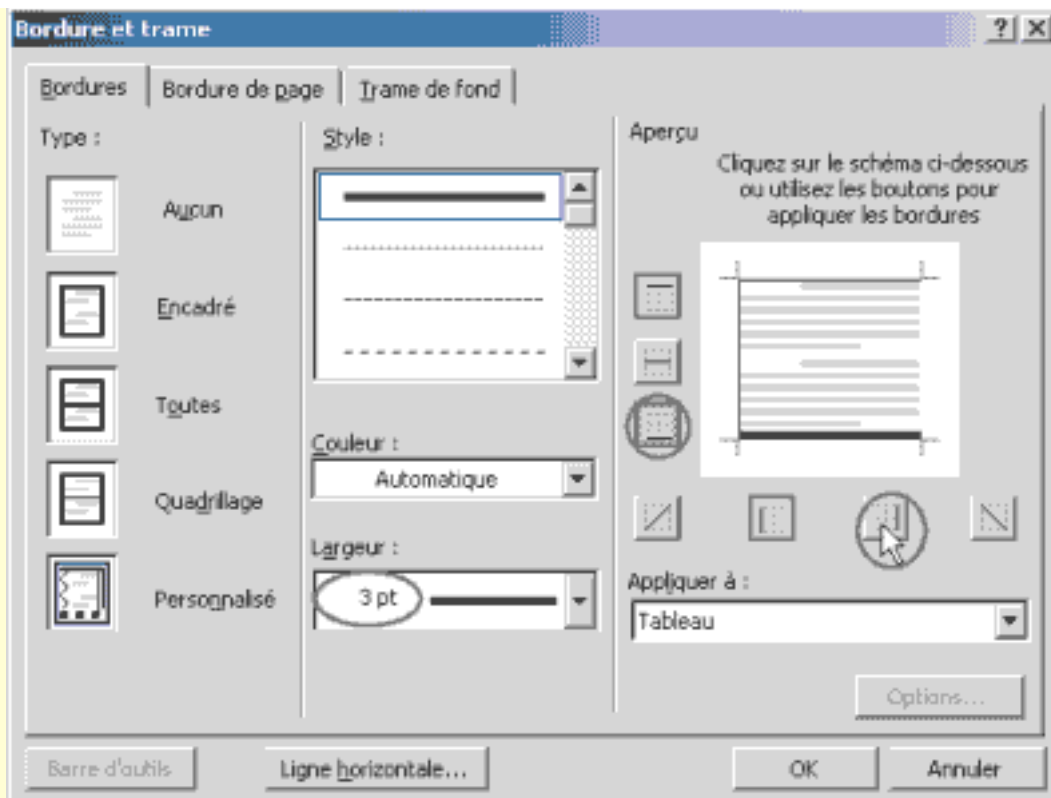 Bordure et trame
Bordures
Bordure de page
Trame de fond
Type :
Aucun
Encadré
Toutes
Quadrillage
Personnalisé
Style :
Couleur :
Automatique
Largeur :
3 pt
Aperçu
Cliquez sur le schéma ci-dessous
ou utilisez les boutons pour
appliquer les bordures
Appliquer à :
Tableau
Options...
Barre d'outils
Ligne horizontale...
OK
Annuler